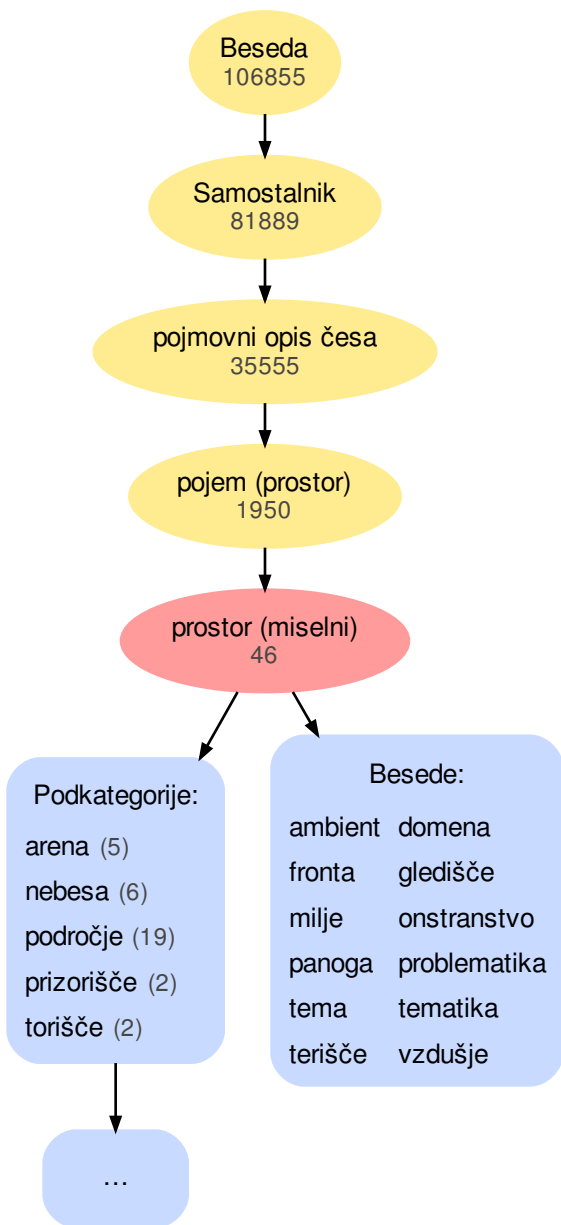 Beseda
106855
Samostalnik
81889
pojmovni opis česa
35555
pojem (prostor)
1950
prostor (miselni)
46
Podkategorije:
arena (5)
nebesa (6)
področje (19)
prizorišče (2)
torišče (2)
...
Besede:
ambient domena
fronta gledišče
milje onstranstvo
panoga problematika
tema tematika
terišče vzdušje